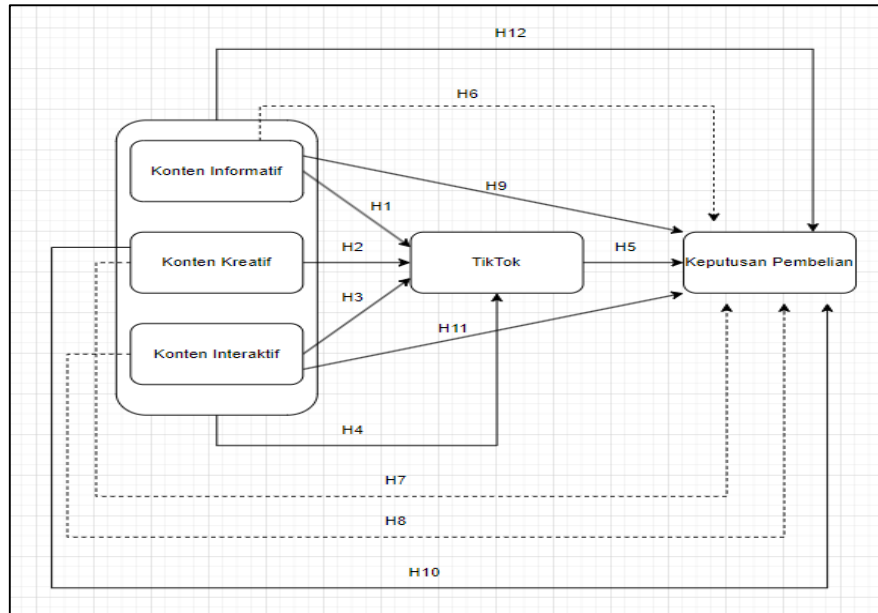 H12
H6
Konten Informatif
H9
H1
H2
Konten Kreatif
TikTok
H5
Keputusan Pembelian
H3
H11
Konten Interaktif
H4
H7
H8
H10